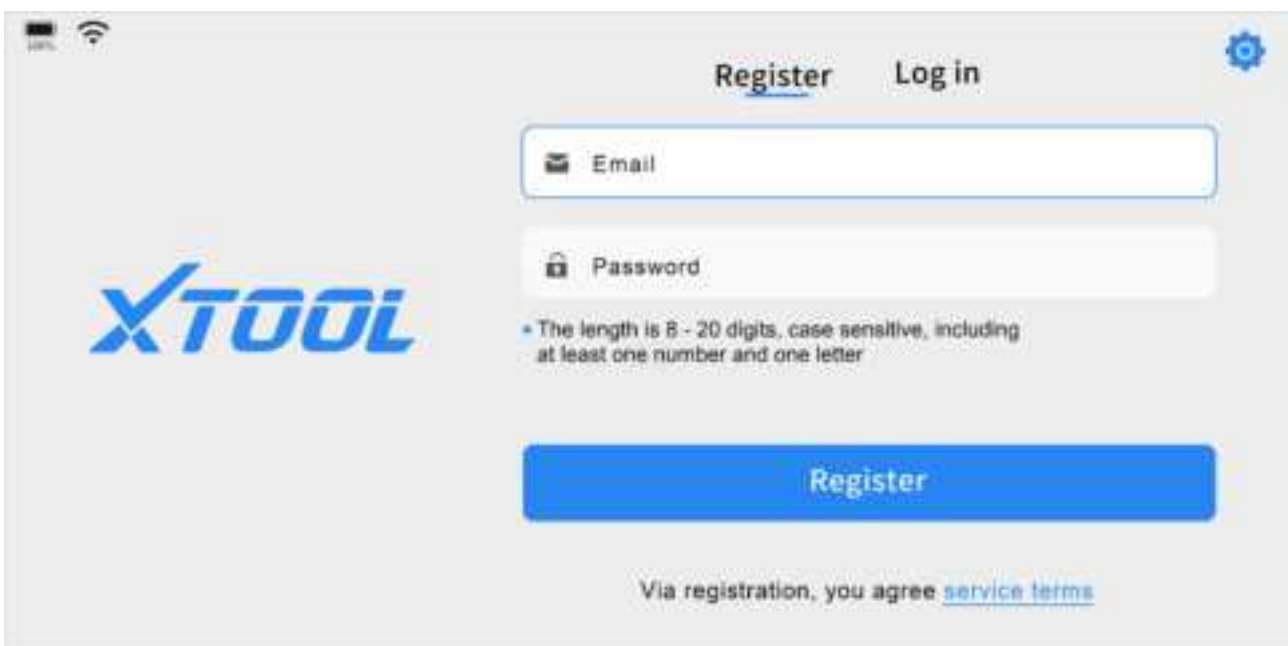 100%
Register
Log in
Email
Password
XTOOL
• The length is 8 - 20 digits, case sensitive, including
at least one number and one letter
Register
Via registration, you agree service terms